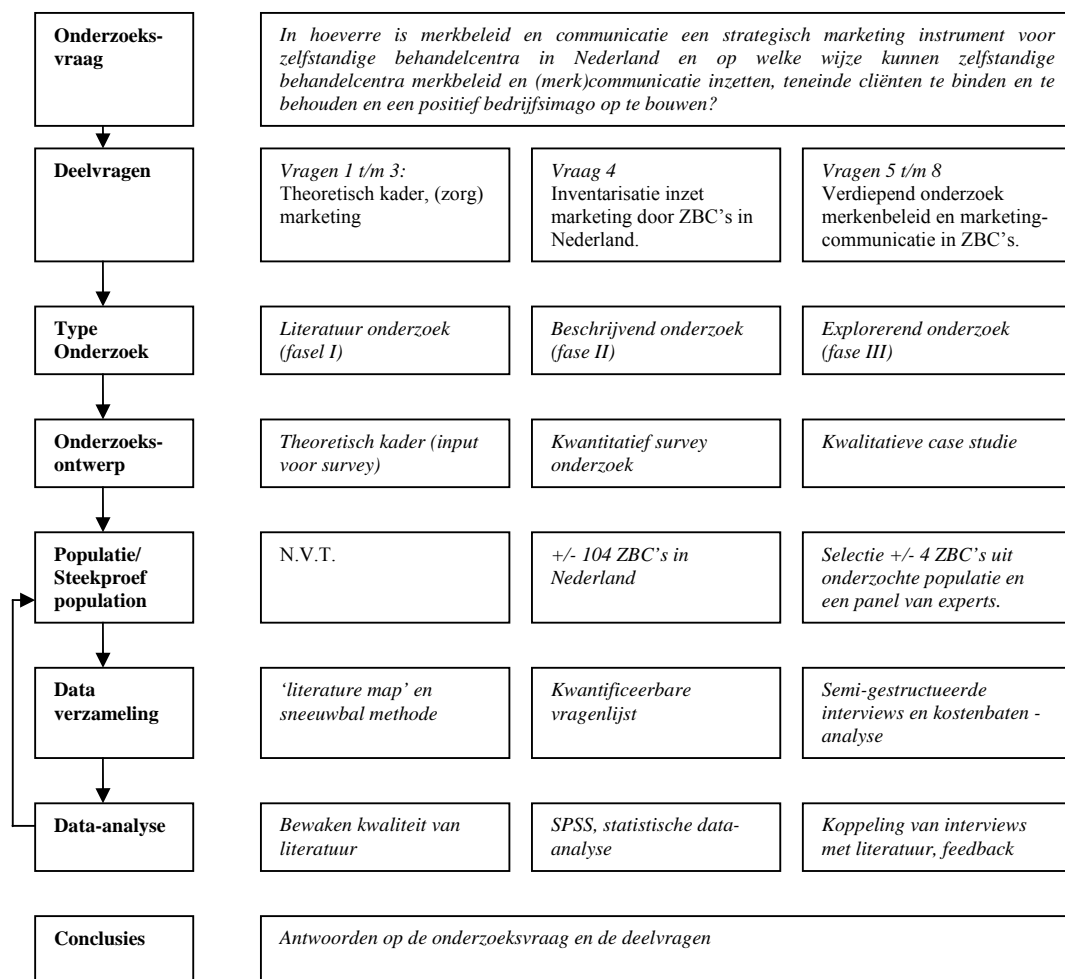 Onderzoeks-
vraag
In hoeverre is merkbeleid en communicatie een strategisch marketing instrument voor
zelfstandige behandelcentra in Nederland en op welke wijze kunnen zelfstandige
behandelcentra merkbeleid en (merk)communicatie inzetten, teneinde cliënten te binden en te
behouden en een positief bedrijfsimago op te bouwen?
Deelvragen
Vragen 1 t/m 3:
Theoretisch kader, (zorg)
marketing
Vraag 4
Inventarisatie inzet
marketing door ZBC's in
Nederland.
Vragen 5 t/m 8
Verdiepend onderzoek
merkenbeleid en marketing-
communicatie in ZBC's.
Type
Onderzoek
Literatuur onderzoek
(fasel I)
Beschrijvend onderzoek
(fase II)
Explorerend onderzoek
(fase III)
Onderzoeks-
ontwerp
Theoretisch kader (input
voor survey)
Kwantitatief survey
onderzoek
Kwalitatieve case studie
Populatie/
Steekproef
population
N.V.T.
+/- 104 ZBC's in
Nederland
Selectie +/- 4 ZBC's uit
onderzochte populatie en
een panel van experts.
Data
verzameling
‘literature map’ en
sneeuwbal methode
Kwantificeerbare
vragenlijst
Semi-gestructueerde
interviews en kostenbaten -
analyse
Data-analyse
Bewaken kwaliteit van
literatuur
SPSS, statistische data-
analyse
Koppeling van interviews
met literatuur, feedback
Conclusies
Antwoorden op de onderzoeksvraag en de deelvragen